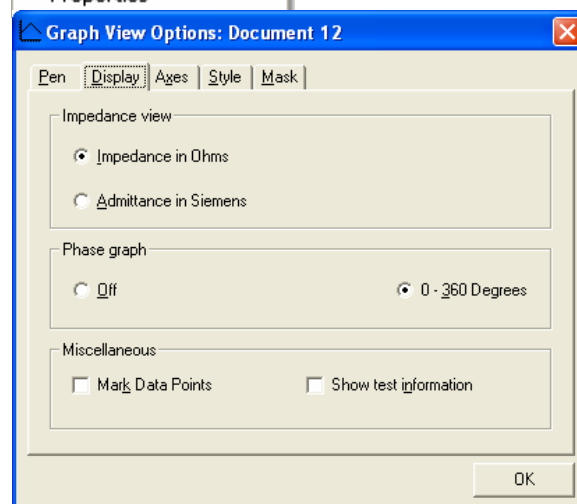 Properties
Graph View Options: Document 12
Pen Display Axes Style Mask
Impedance view
Impedance in Ohms
Admittance in Siemens
Phase graph
Off 0 - 360 Degrees
Miscellaneous
Mark Data Points Show test information
OK